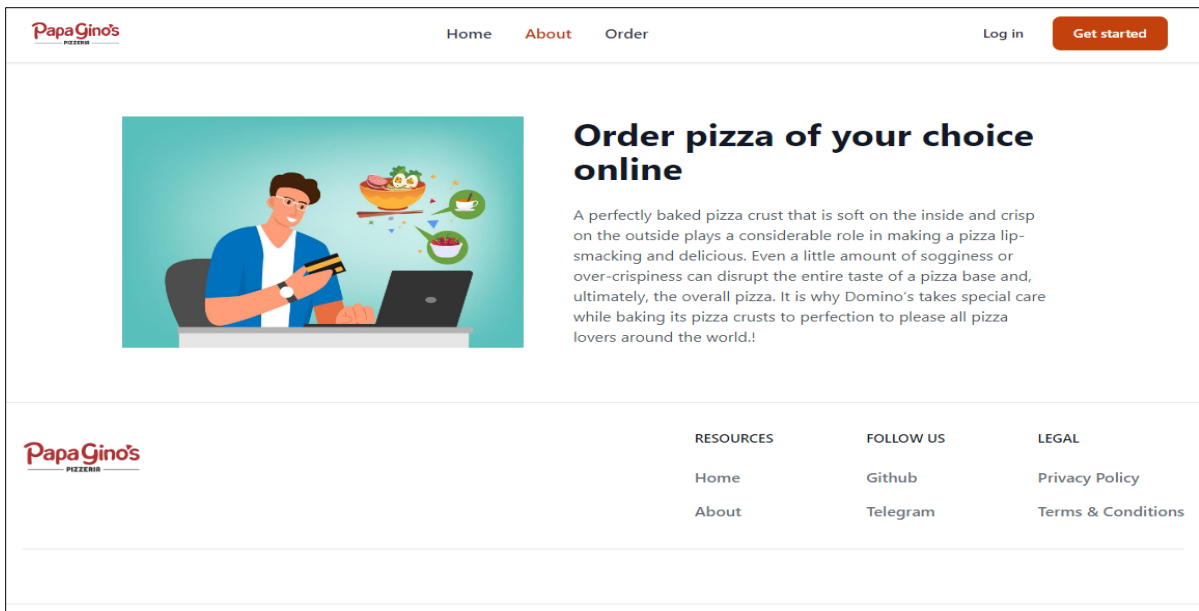 Papa Gino's
PIZZERIA
Home About Order
Log in
Get started
Order pizza of your choice
online
A perfectly baked pizza crust that is soft on the inside and crisp
on the outside plays a considerable role in making a pizza lip-
smacking and delicious. Even a little amount of sogginess or
over-crispiness can disrupt the entire taste of a pizza base and,
ultimately, the overall pizza. It is why Domino's takes special care
while baking its pizza crusts to perfection to please all pizza
lovers around the world.!
Papa Gino's
PIZZERIA
RESOURCES
Home
About
FOLLOW US
Github
Telegram
LEGAL
Privacy Policy
Terms & Conditions